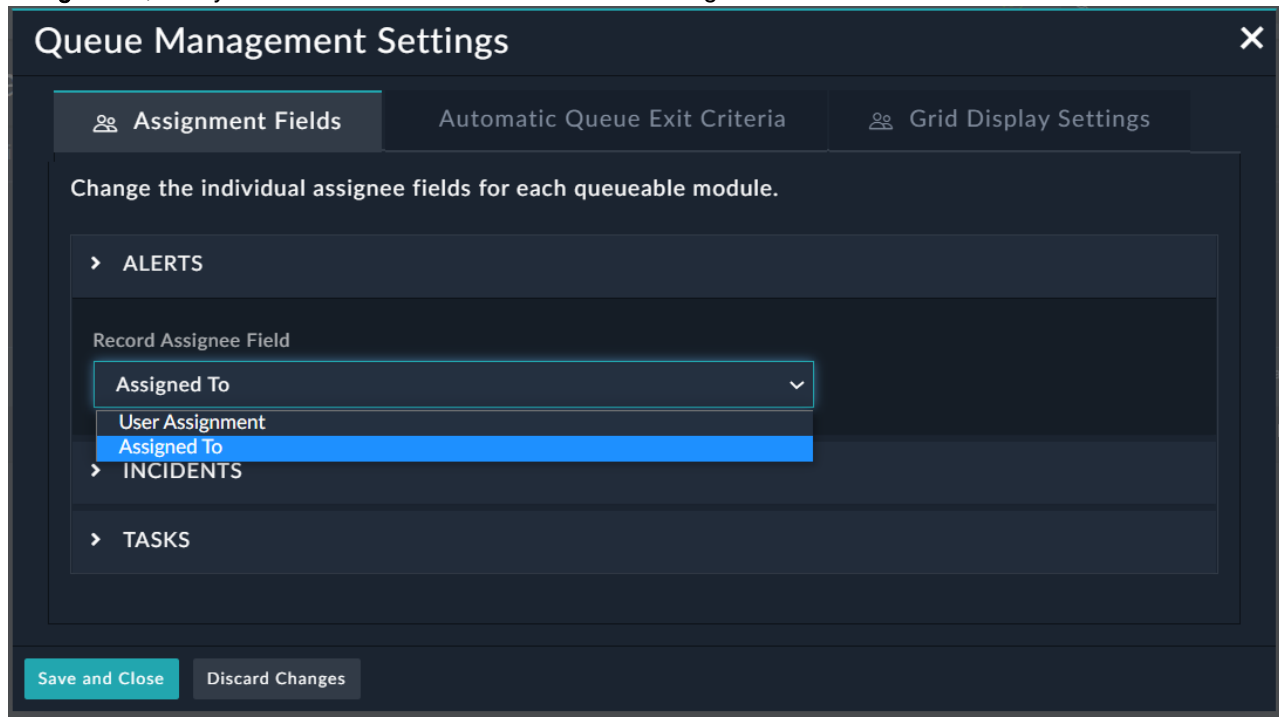 Queue Management Settings
Assignment Fields
Automatic Queue Exit Criteria
Grid Display Settings
Change the individual assignee fields for each queueable module.
ALERTS
Record Assignee Field
Assigned To
User Assignment
Assigned To
INCIDENTS
TASKS
Save and Close
Discard Changes